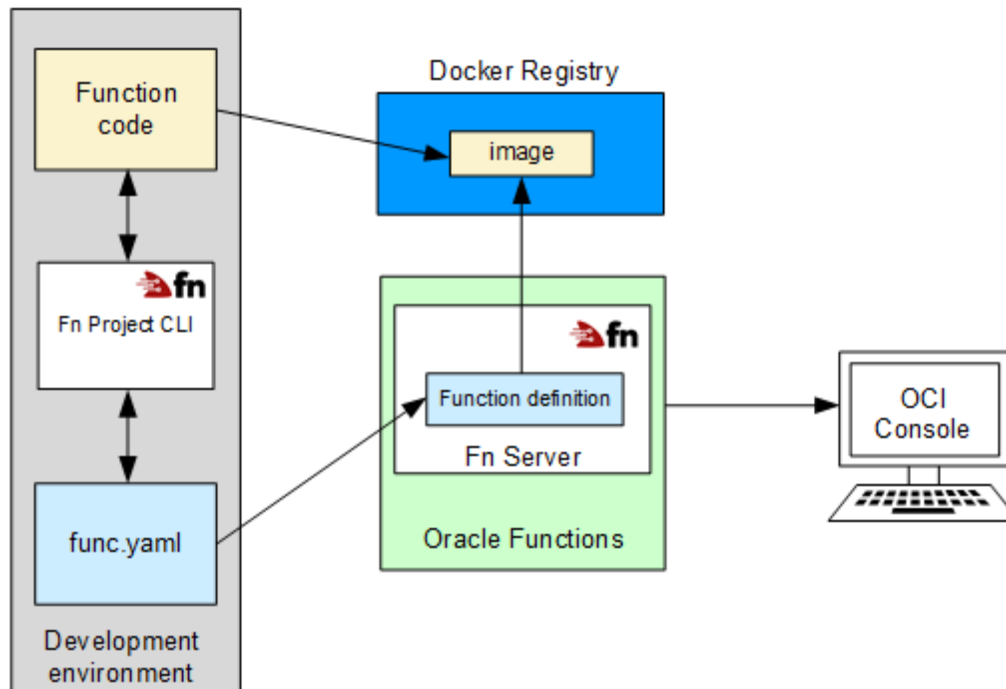 Function
code
fn
Fn Project CLI
func.yaml
Development
environment
Docker Registry
image
fn
Function definition
Fn Server
Oracle Functions
OCI
Console